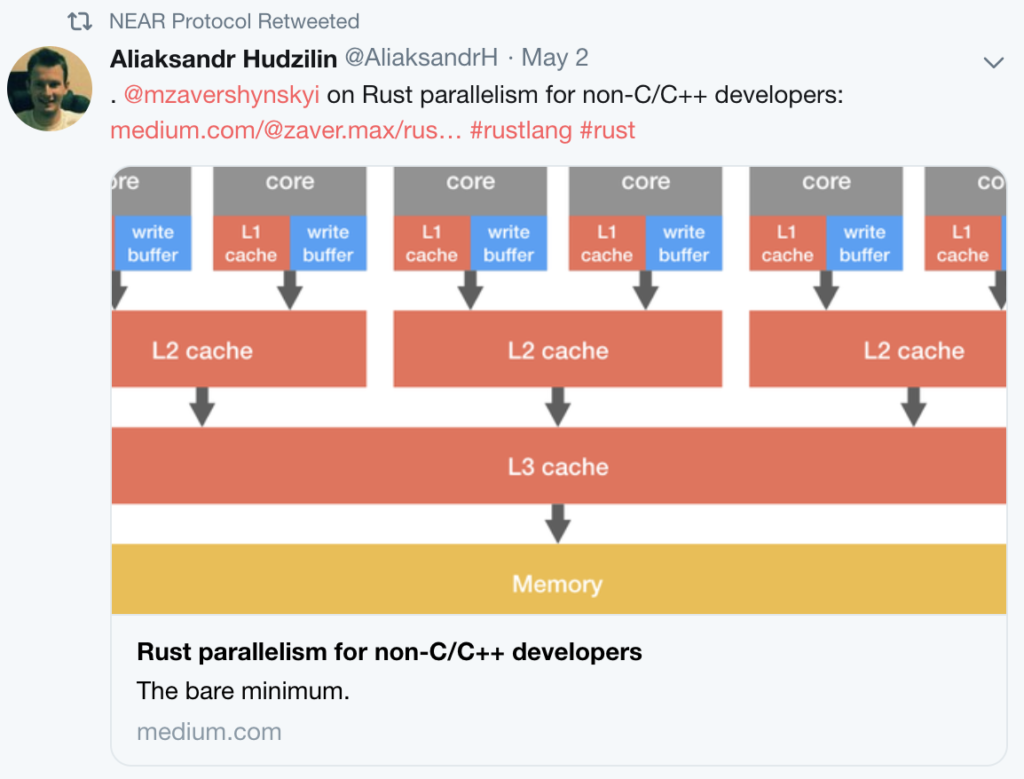 NEAR Protocol Retweeted
Aliaksandr Hudzilin @AliaksandrH · May 2
. @mzavershynskyi on Rust parallelism for non-C/C++ developers:
medium.com/@zaver.max/rus… #rustlang #rust
ore core core core core co
write L1 write L1 write L1 write L1 write L1
buffer cache buffer cache buffer cache buffer cache buffer cache
L2 cache L2 cache L2 cache
L3 cache
Memory
Rust parallelism for non-C/C++ developers
The bare minimum.
medium.com